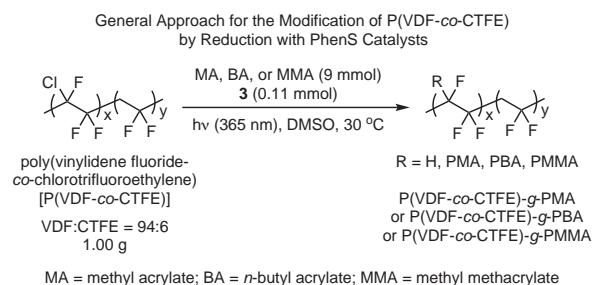 General Approach for the Modification of P(VDF-co-CTFE)
by Reduction with PhenS Catalysts
Cl F
x y
F F F F
MA, BA, or MMA (9 mmol)
3 (0.11 mmol)
hν (365 nm), DMSO, 30 ºC
R F
x y
F F F F
poly(vinylidene fluoride-
co-chlorotrifluoroethylene)
[P(VDF-co-CTFE)]
VDF:CTFE = 94:6
1.00 g
R = H, PMA, PBA, PMMA
P(VDF-co-CTFE)-g-PMA
or P(VDF-co-CTFE)-g-PBA
or P(VDF-co-CTFE)-g-PMMA
MA = methyl acrylate; BA = n-butyl acrylate; MMA = methyl methacrylate